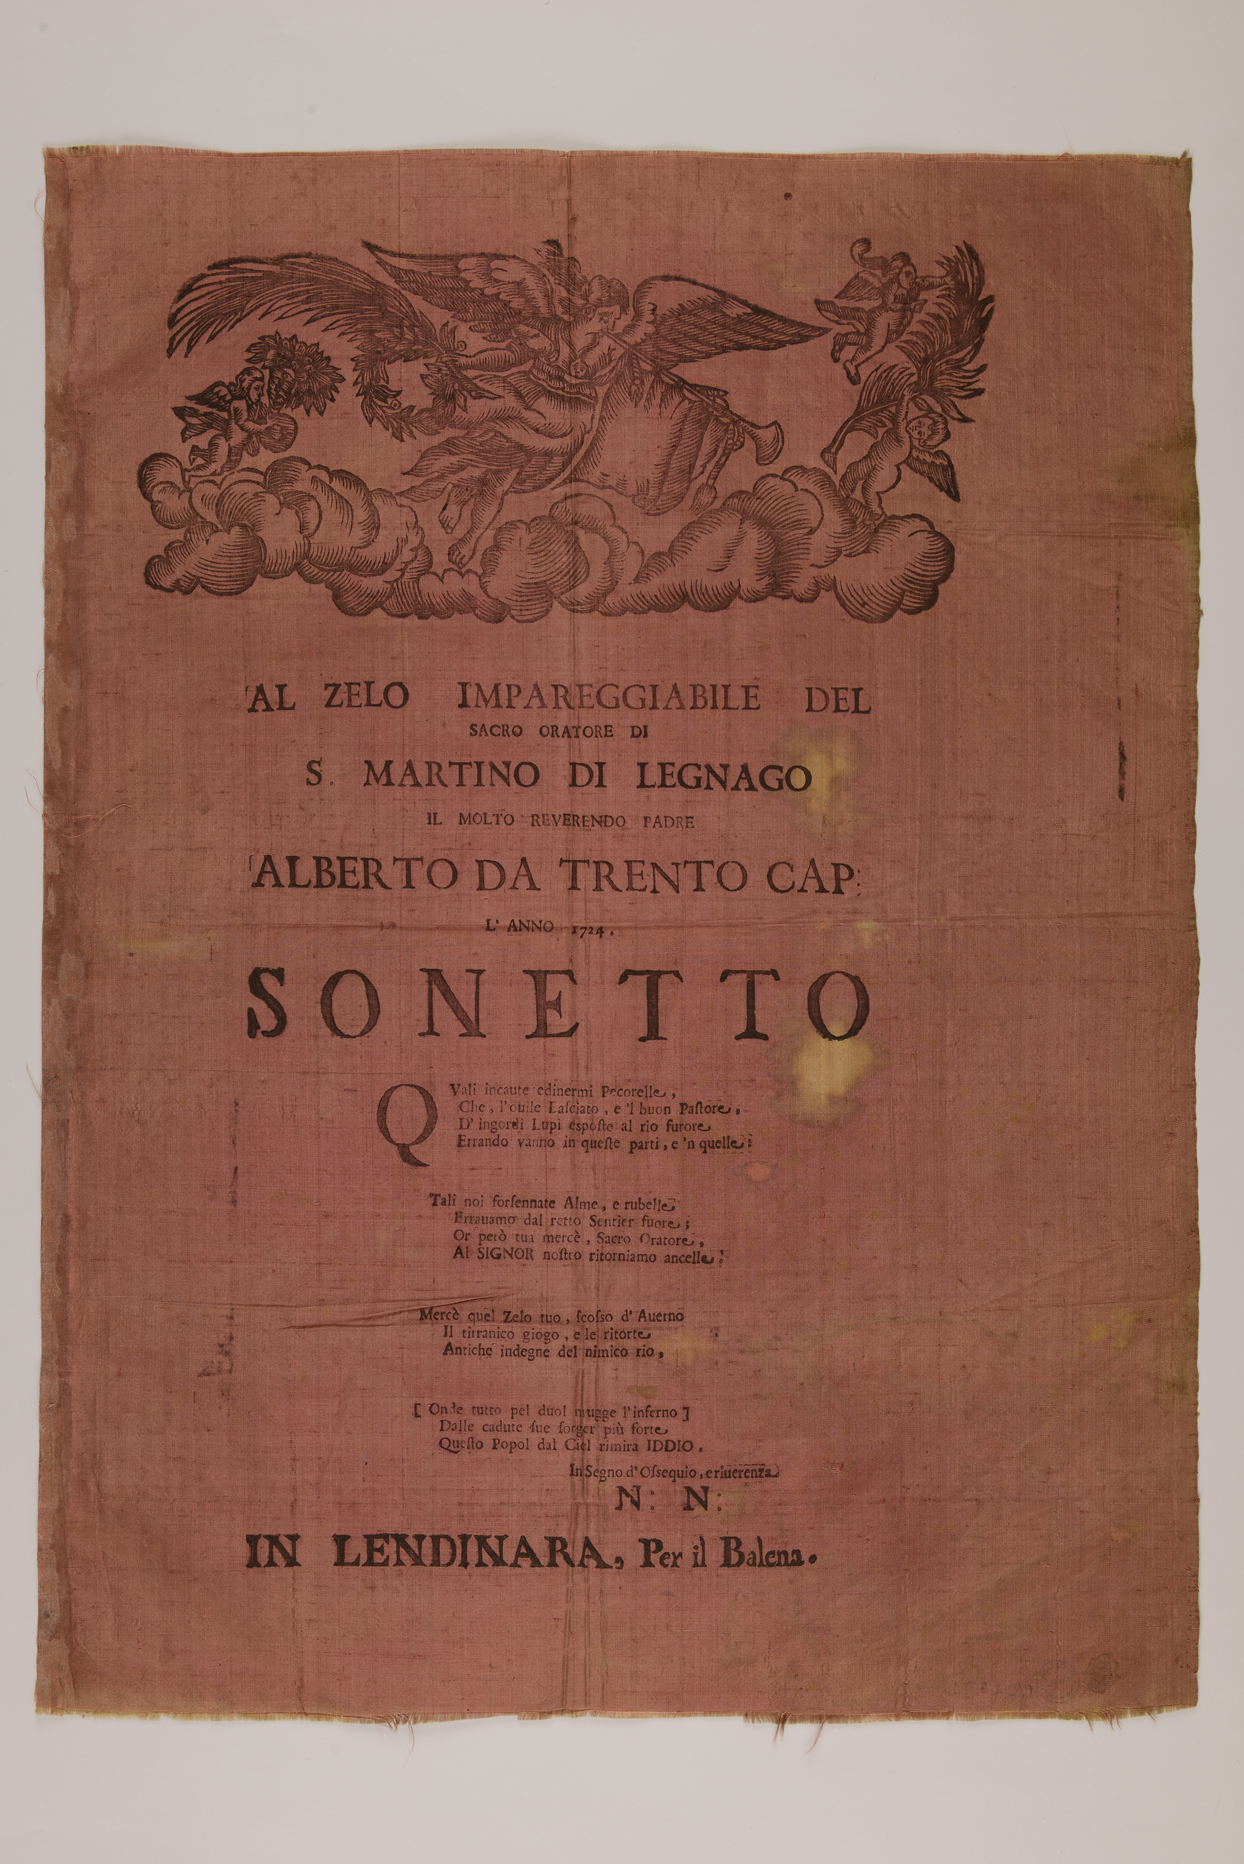 AL ZELO IMPAREGGIABILE DEL
SACRO ORATORE DI
S. MARTINO DI LEGNAGO
IL MOLTO REVERENDO PADRE
ALBERTO DA TRENTO CAP:
L' ANNO 1724.
SONETTO
QVali incaute edinermi Pecorelle,
Che, l'ouile Laſciato, e 'l buon Paſtore,
D' ingordi Lupi eſpoſte al rio furore
Errando vanno in queſte parti, e 'n quelle:
Tali noi forſennate Alme, e rubelle
Errauamo dal retto Sentier fuore;
Or però tua mercè, Sacro Oratore,
Al SIGNOR noſtro ritorniamo ancelle:
Mercè quel Zelo tuo, ſcoſſo d' Auerno
Il tirranico giogo, e le ritorte
Antiche indegne del nimico rio,
[ Onde tutto pel duol mugge l'inferno ]
Dalle cadute ſue ſorger più forte
Queſto Popol dal Ciel rimira IDDIO.
In Segno d' Oſſequio, e riuerenza
N: N:
IN LENDINARA, Per il Balena.